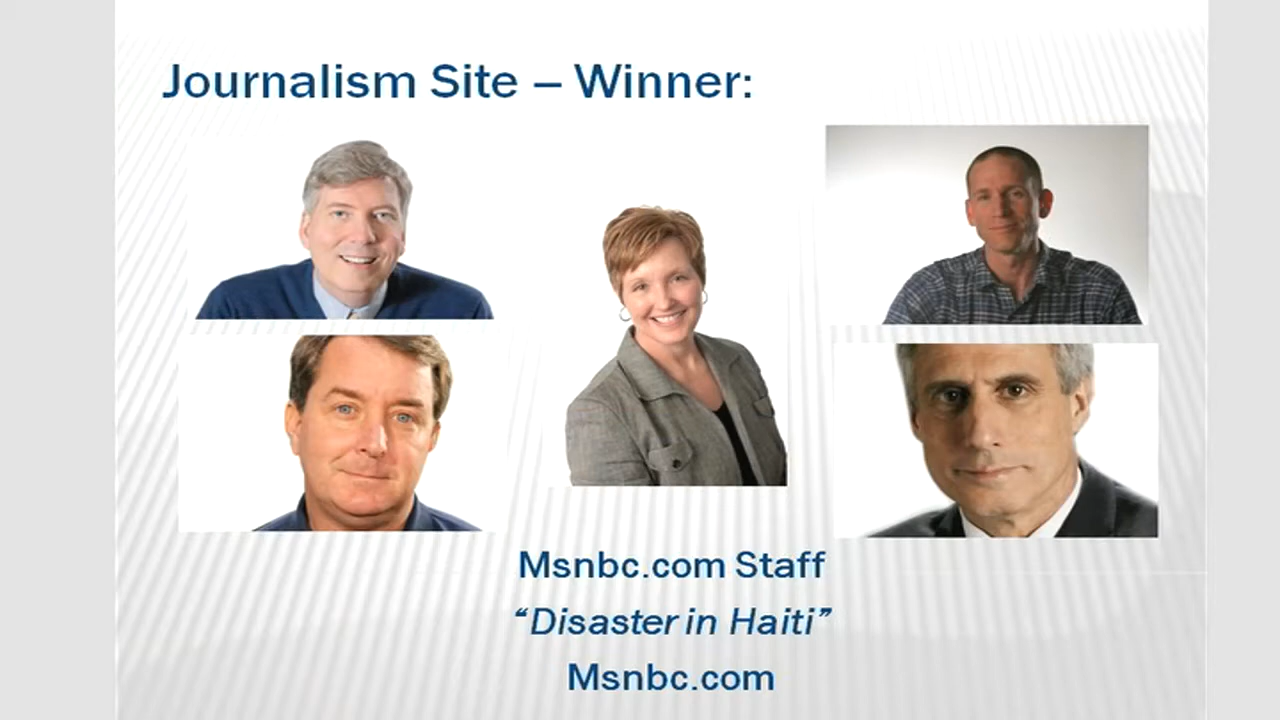 Journalism Site – Winner:
Msnbc.com Staff
“Disaster in Haiti”
Msnbc.com